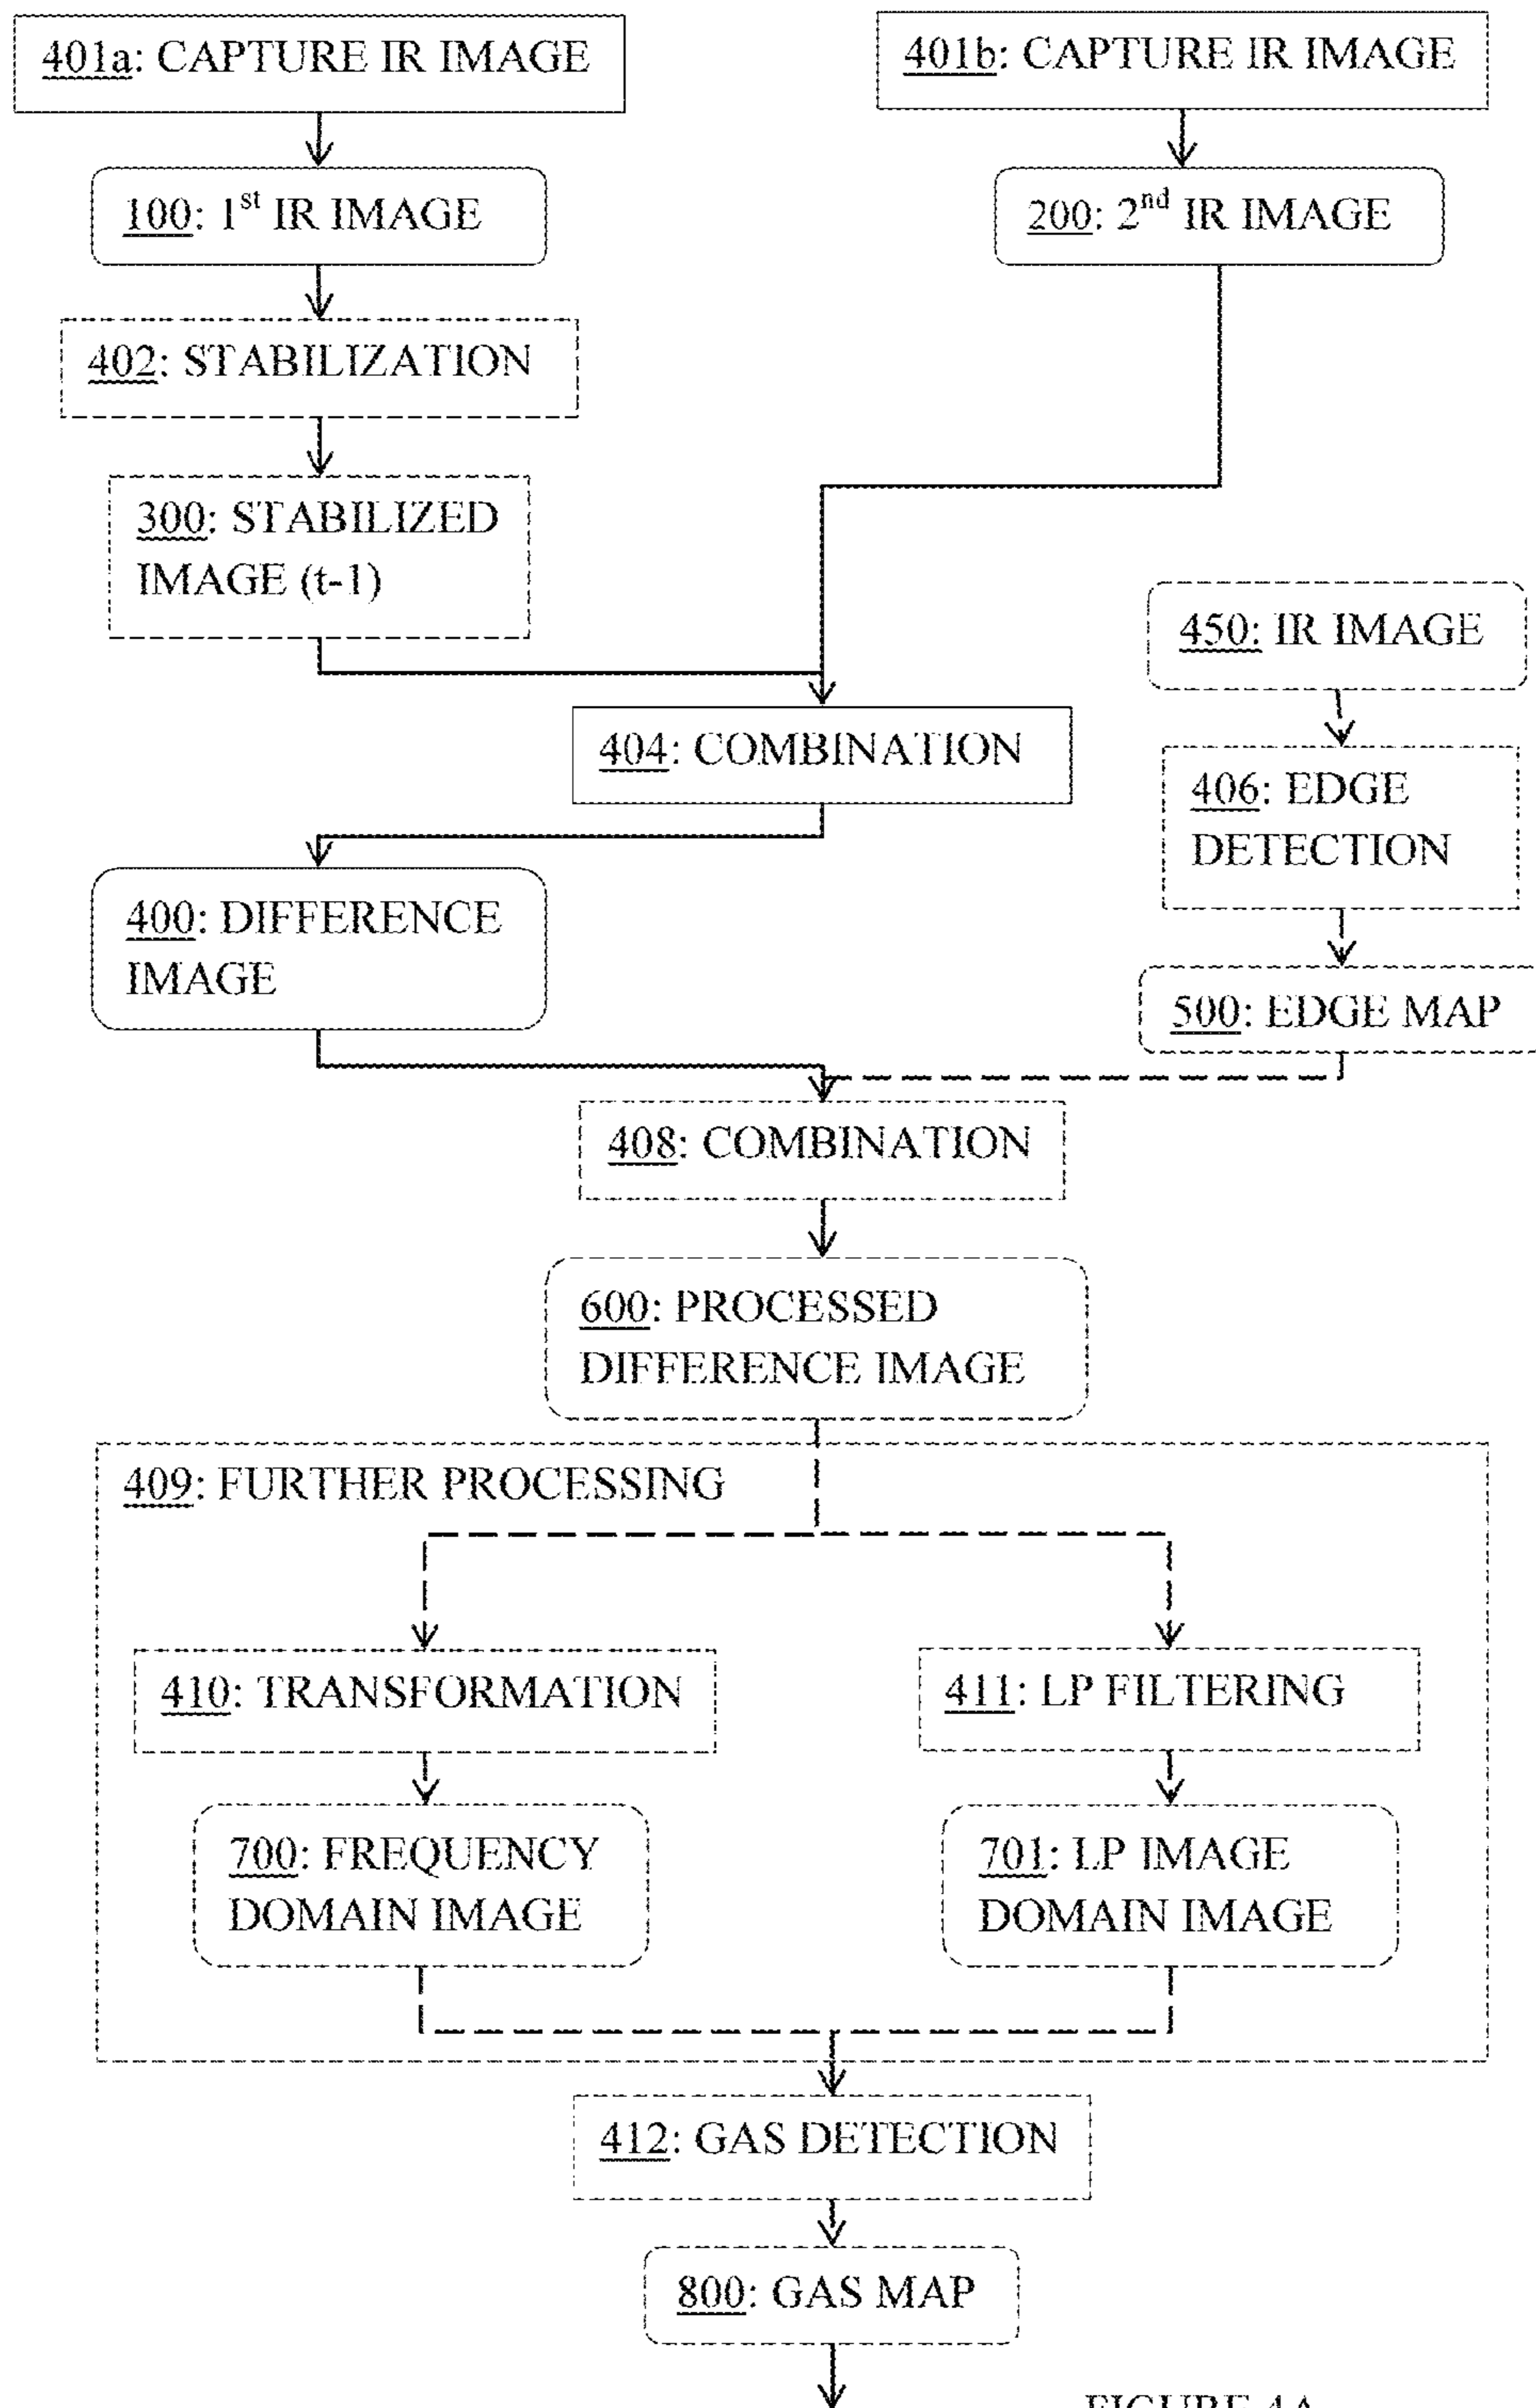 401a: CAPTURE IR IMAGE
401b: CAPTURE IR IMAGE
100: 1st IR IMAGE
200: 2nd IR IMAGE
402: STABILIZATION
300: STABILIZED
IMAGE (t-1)
450: IR IMAGE
404: COMBINATION
406: EDGE
DETECTION
400: DIFFERENCE
IMAGE
500: EDGE MAP
408: COMBINATION
600: PROCESSED
DIFFERENCE IMAGE
409: FURTHER PROCESSING
410: TRANSFORMATION
411: LP FILTERING
700: FREQUENCY
DOMAIN IMAGE
701: LP IMAGE
DOMAIN IMAGE
412: GAS DETECTION
800: GAS MAP
FIGURE 4A